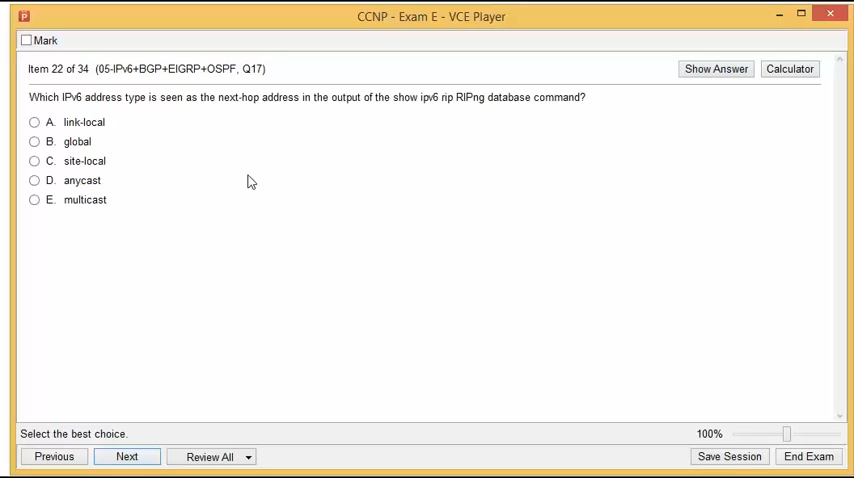 CCNP - Exam E - VCE Player
Mark
Item 22 of 34 (05-IPv6+BGP+EIGRP+OSPF, Q17)
Show Answer
Calculator
Which IPv6 address type is seen as the next-hop address in the output of the show ipv6 rip RIPng database command?
A. link-local
B. global
C. site-local
D. anycast
E. multicast
Select the best choice.
100%
Previous
Next
Review All
Save Session
End Exam